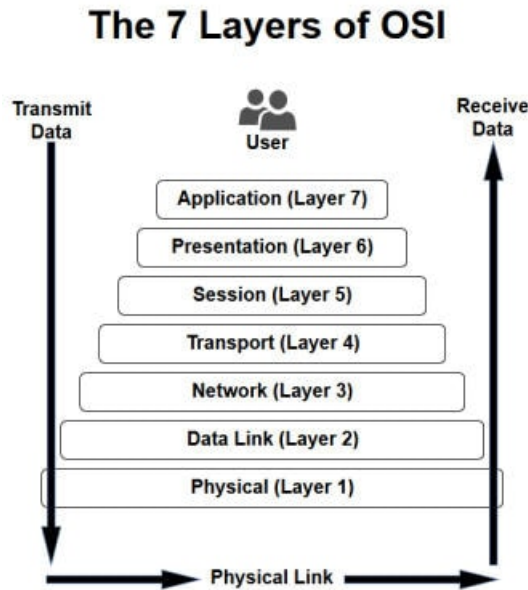 The 7 Layers of OSI
Transmit
Data
User
Receive
Data
Application (Layer 7)
Presentation (Layer 6)
Session (Layer 5)
Transport (Layer 4)
Network (Layer 3)
Data Link (Layer 2)
Physical (Layer 1)
Physical Link